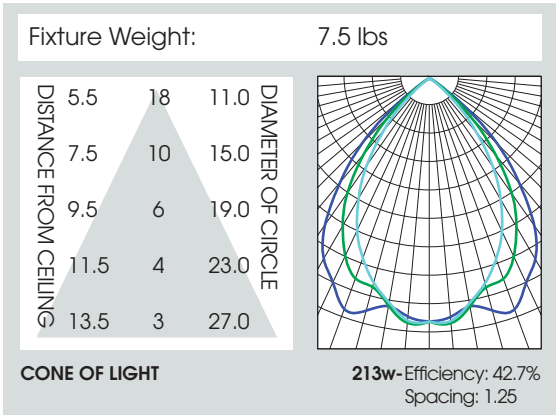 Fixture Weight: 7.5 lbs
DISTANCE FROM CEILING
DIAMETER OF CIRCLE
5.5 18 11.0
7.5 10 15.0
9.5 6 19.0
11.5 4 23.0
13.5 3 27.0
CONE OF LIGHT
213w- Efficiency: 42.7%
Spacing: 1.25